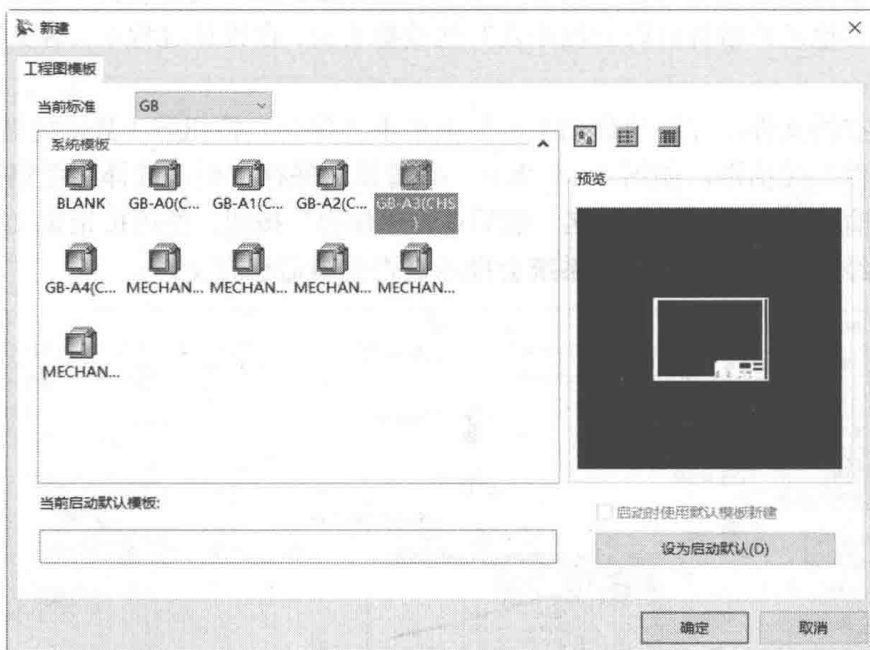 新建
工程图模板
当前标准 GB
系统模板
BLANK GB-A0(C... GB-A1(C... GB-A2(C... GB-A3(CHS
)
GB-A4(C... MECHAN... MECHAN... MECHAN... MECHAN...
MECHAN...
预览
当前启动默认模板:
启动时使用默认模板新建
设为启动默认(D)
确定 取消